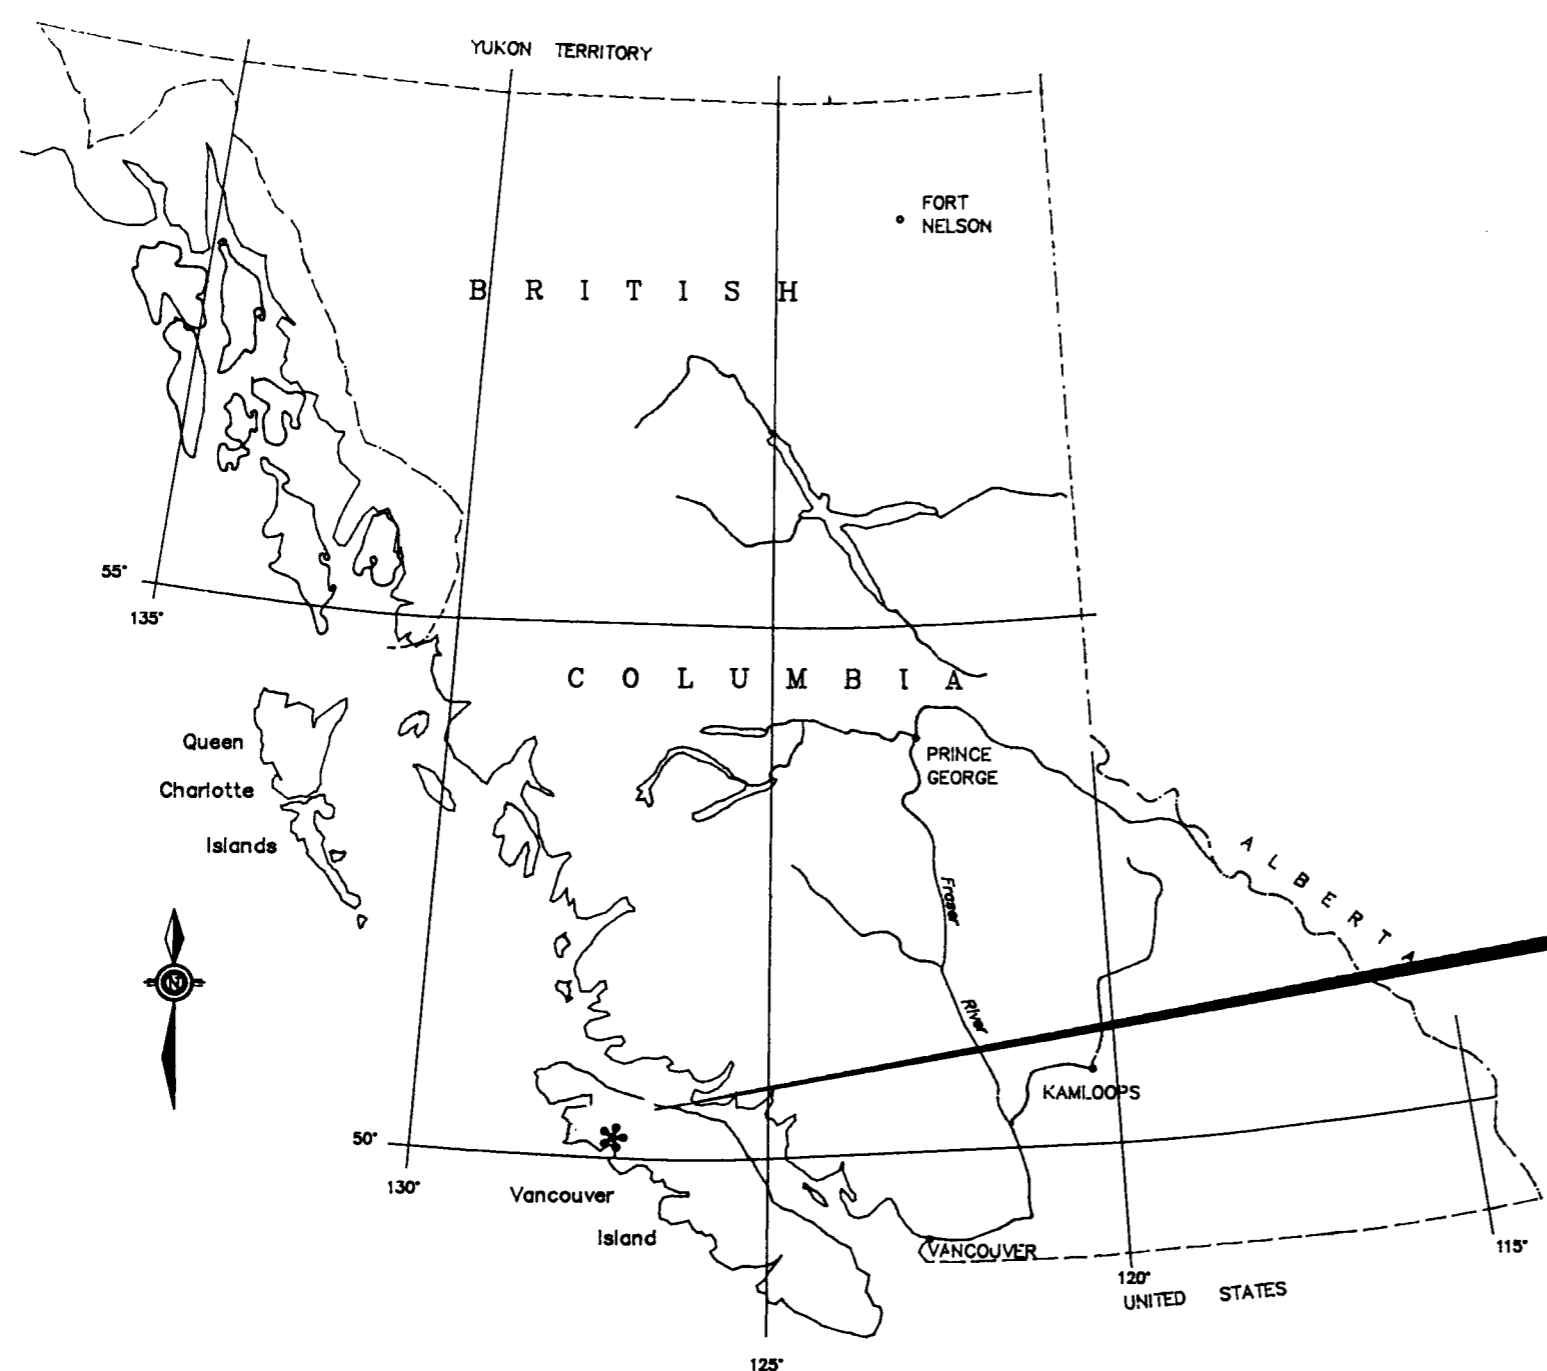 YUKON TERRITORY
FORT
NELSON
B R I T I S H
55°
135°
C O L U M B I A
Queen
Charlotte
Islands
PRINCE
GEORGE
A L B E R T A
Fraser
River
N
KAMLOOPS
50°
130°
Vancouver
Island
VANCOUVER
115°
120°
UNITED STATES
125°